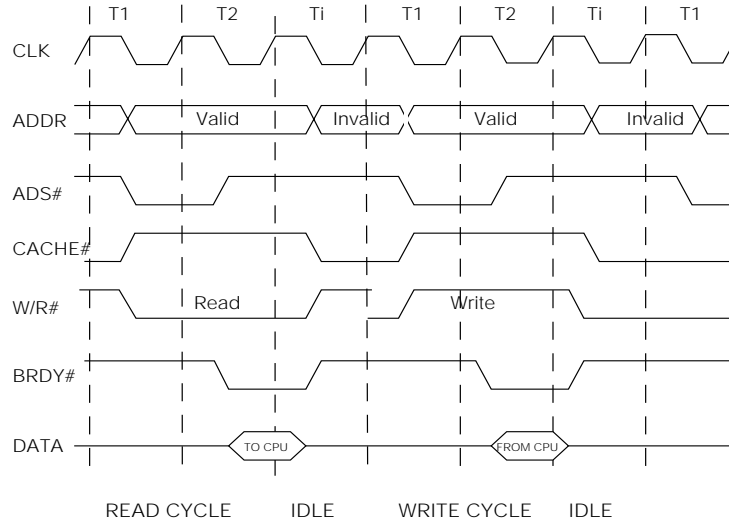 T1 T2 Ti T1 T2 Ti T1
CLK
ADDR Valid Invalid Valid Invalid
ADS#
CACHE#
W/R# Read Write
BRDY#
DATA TO CPU FROM CPU
READ CYCLE IDLE WRITE CYCLE IDLE